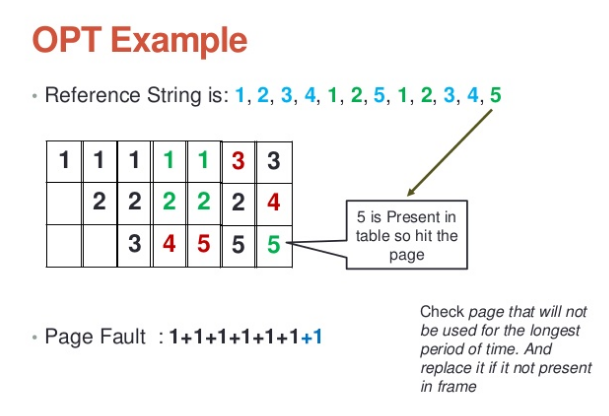 OPT Example
• Reference String is: 1, 2, 3, 4, 1, 2, 5, 1, 2, 3, 4, 5
1 1 1 1 1 3 3
2 2 2 2 2 4
3 4 5 5 5
5 is Present in
table so hit the
page
• Page Fault : 1+1+1+1+1+1+1
Check page that will not
be used for the longest
period of time. And
replace it if it not present
in frame